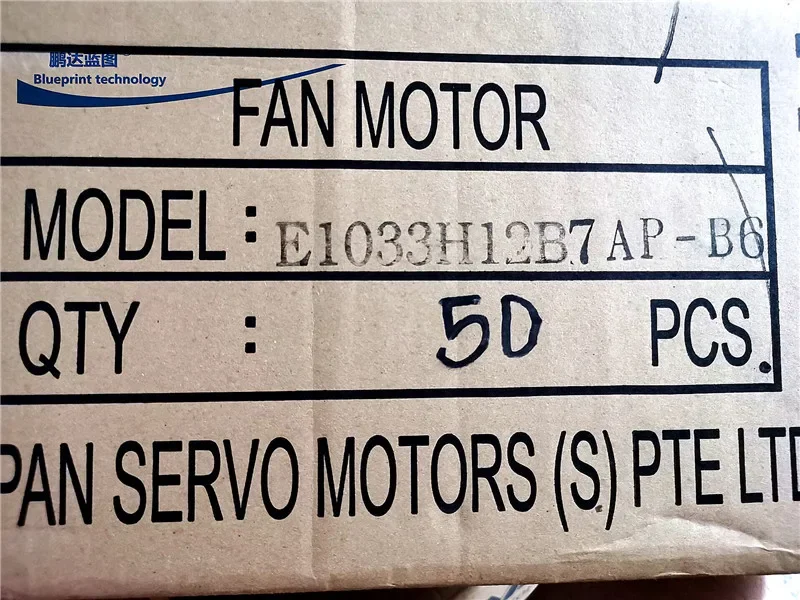 鹏达蓝图
Blueprint technology
FAN MOTOR
MODEL : E1033H12B7AP-B6
QTY : 50 PCS.
PAN SERVO MOTORS (S) PTE LTD